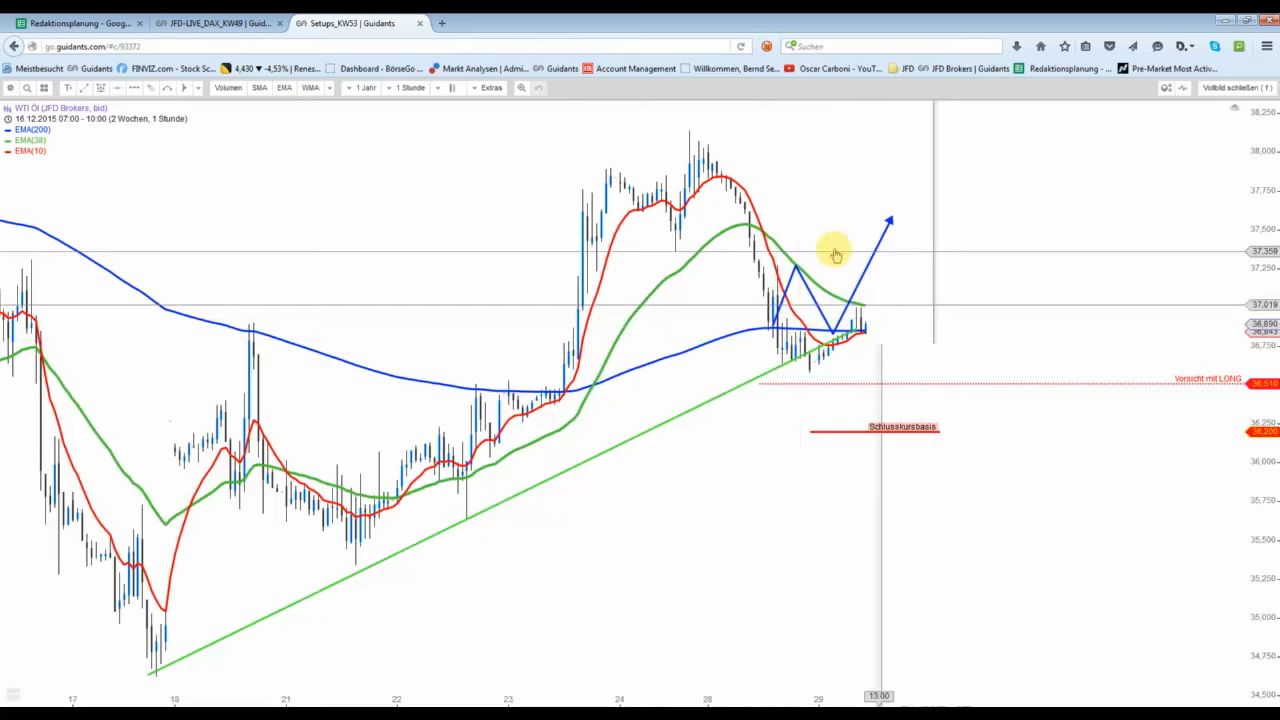 Redaktionsplanung - Goog... × JFD-LIVE_DAX_KW49 | Guid... × Setups_KW53 | Guidants × +
go.guidants.com/#c/93372 Suchen
Meistbesucht Guidants FINVIZ.com - Stock Sc... 4,430 ▼ -4,53% | Renes... Dashboard - BörseGo ... Markt Analysen | Admi... Guidants Account Management Willkommen, Bernd Se... Oscar Carboni - YouT... JFD JFD Brokers | Guidants Redaktionsplanung - ... Pre-Market Most Activ...
Volumen SMA EMA WMA 1 Jahr 1 Stunde Extras Vollbild schließen ( f )
WTI Öl (JFD Brokers, bid)
16.12.2015 07:00 - 10:00 (2 Wochen, 1 Stunde)
EMA(200)
EMA(38)
EMA(10)
38,250
38,000
37,750
37,500
37,359
37,250
37,019
36,890
36,843
36,750
Vorsicht mit LONG 36,510
36,250
Schlusskursbasis 36,200
36,000
35,750
35,500
35,250
35,000
34,750
34,500
17 18 21 22 23 24 28 29 13:00